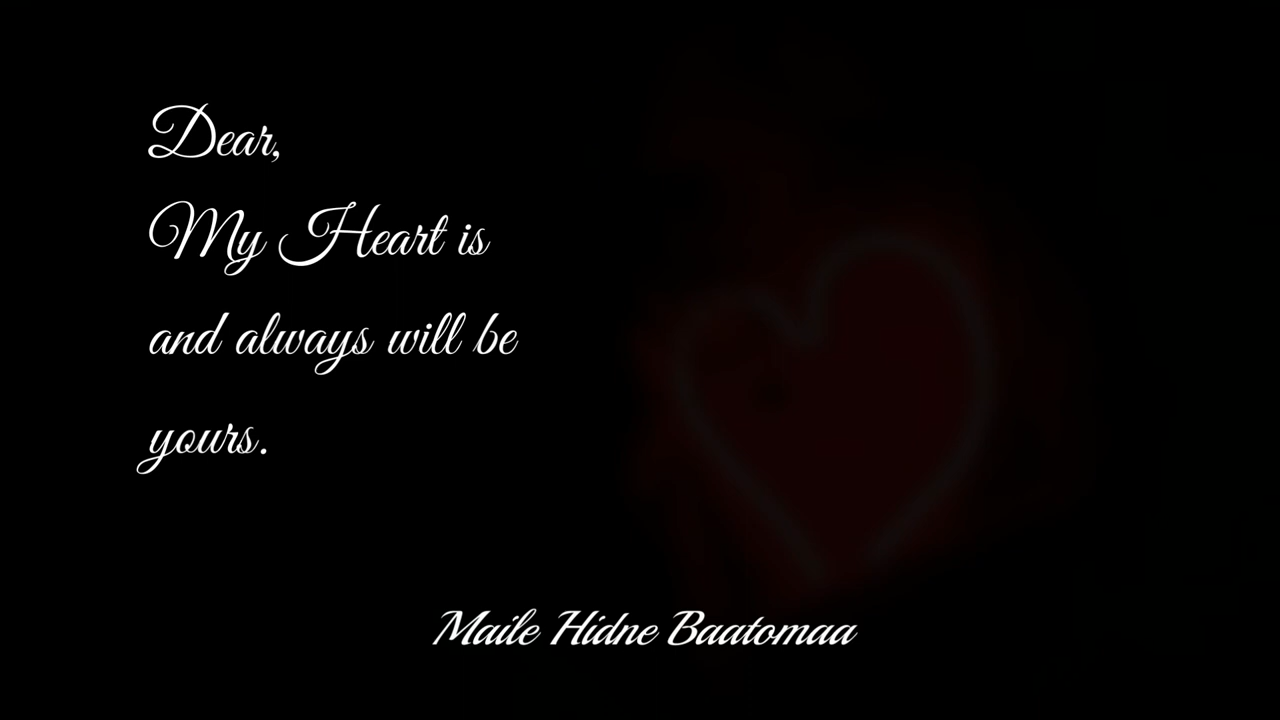 Dear,
My Heart is
and always will be
yours.
Maile Hidne Baatomaa